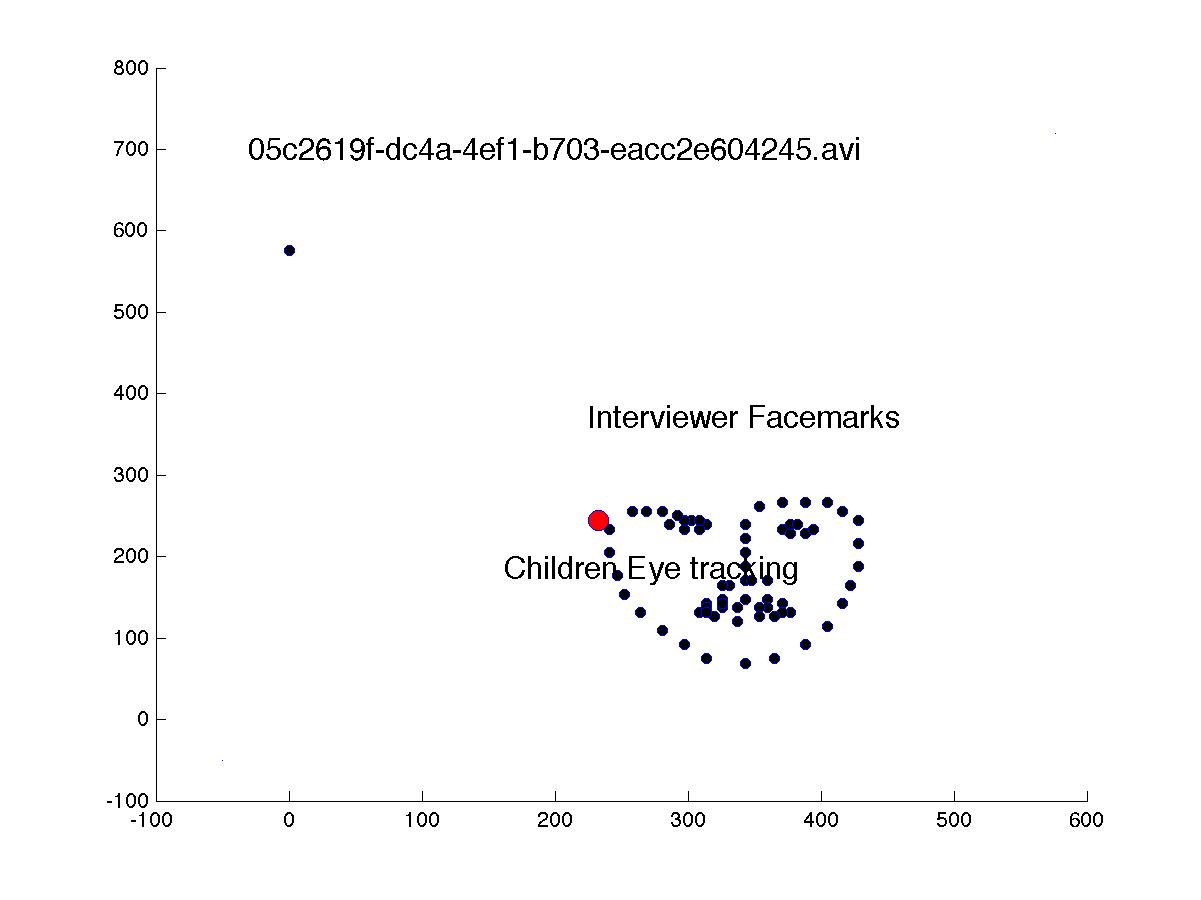 800
700
05c2619f-dc4a-4ef1-b703-eacc2e604245.avi
600
500
400
Interviewer Facemarks
300
200
Children Eye tracking
100
0
-100
-100 0 100 200 300 400 500 600